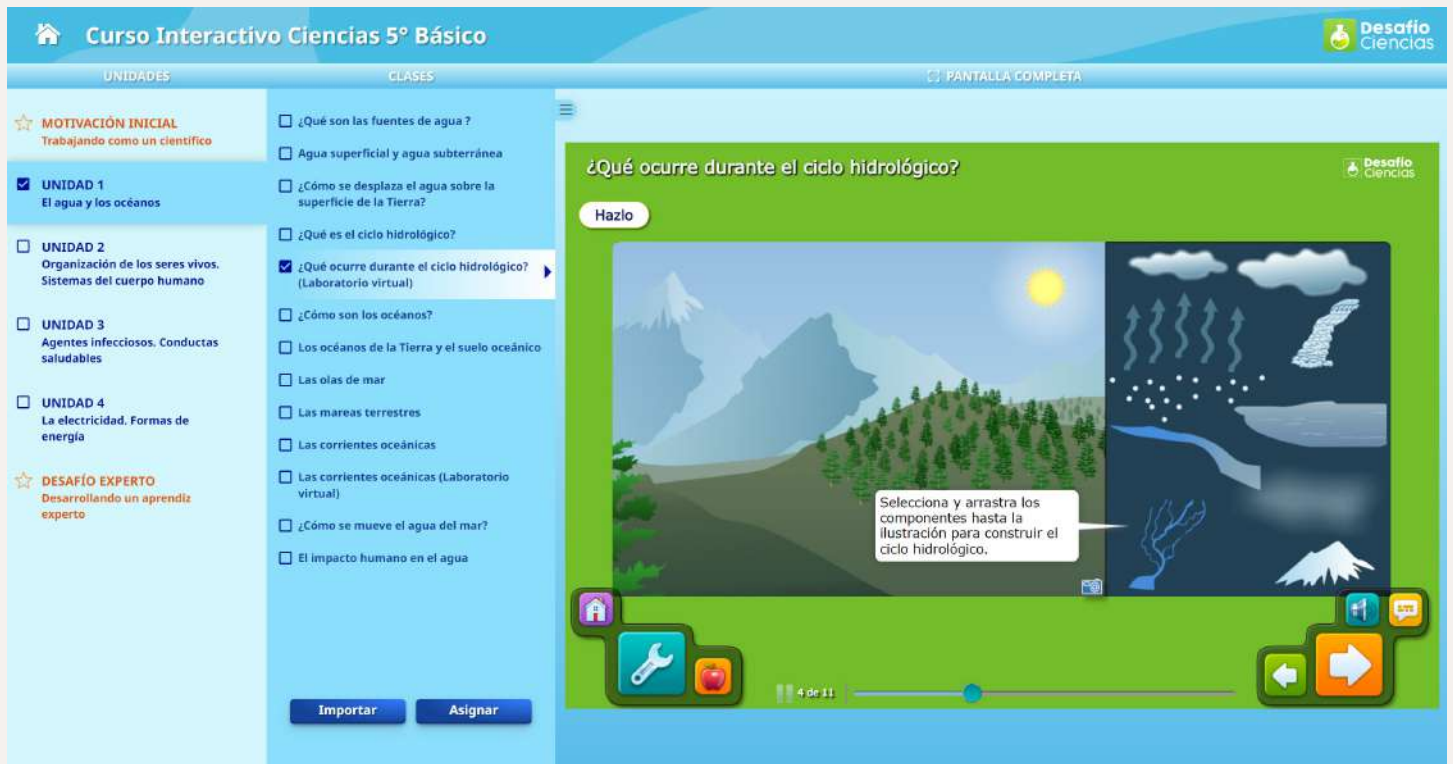 Curso Interactivo Ciencias 5° Básico
Desafío
Ciencias
UNIDADES
CLASES
PANTALLA COMPLETA
MOTIVACIÓN INICIAL
Trabajando como un científico
UNIDAD 1
El agua y los océanos
UNIDAD 2
Organización de los seres vivos.
Sistemas del cuerpo humano
UNIDAD 3
Agentes infecciosos. Conductas
saludables
UNIDAD 4
La electricidad. Formas de
energía
DESAFÍO EXPERTO
Desarrollando un aprendiz
experto
¿Qué son las fuentes de agua ?
Agua superficial y agua subterránea
¿Cómo se desplaza el agua sobre la
superficie de la Tierra?
¿Qué es el ciclo hidrológico?
¿Qué ocurre durante el ciclo hidrológico?
(Laboratorio virtual)
¿Cómo son los océanos?
Los océanos de la Tierra y el suelo oceánico
Las olas de mar
Las mareas terrestres
Las corrientes oceánicas
Las corrientes oceánicas (Laboratorio
virtual)
¿Cómo se mueve el agua del mar?
El impacto humano en el agua
Importar
Asignar
¿Qué ocurre durante el ciclo hidrológico?
Desafío
Ciencias
Hazlo
Selecciona y arrastra los
componentes hasta la
ilustración para construir el
ciclo hidrológico.
4 de 11